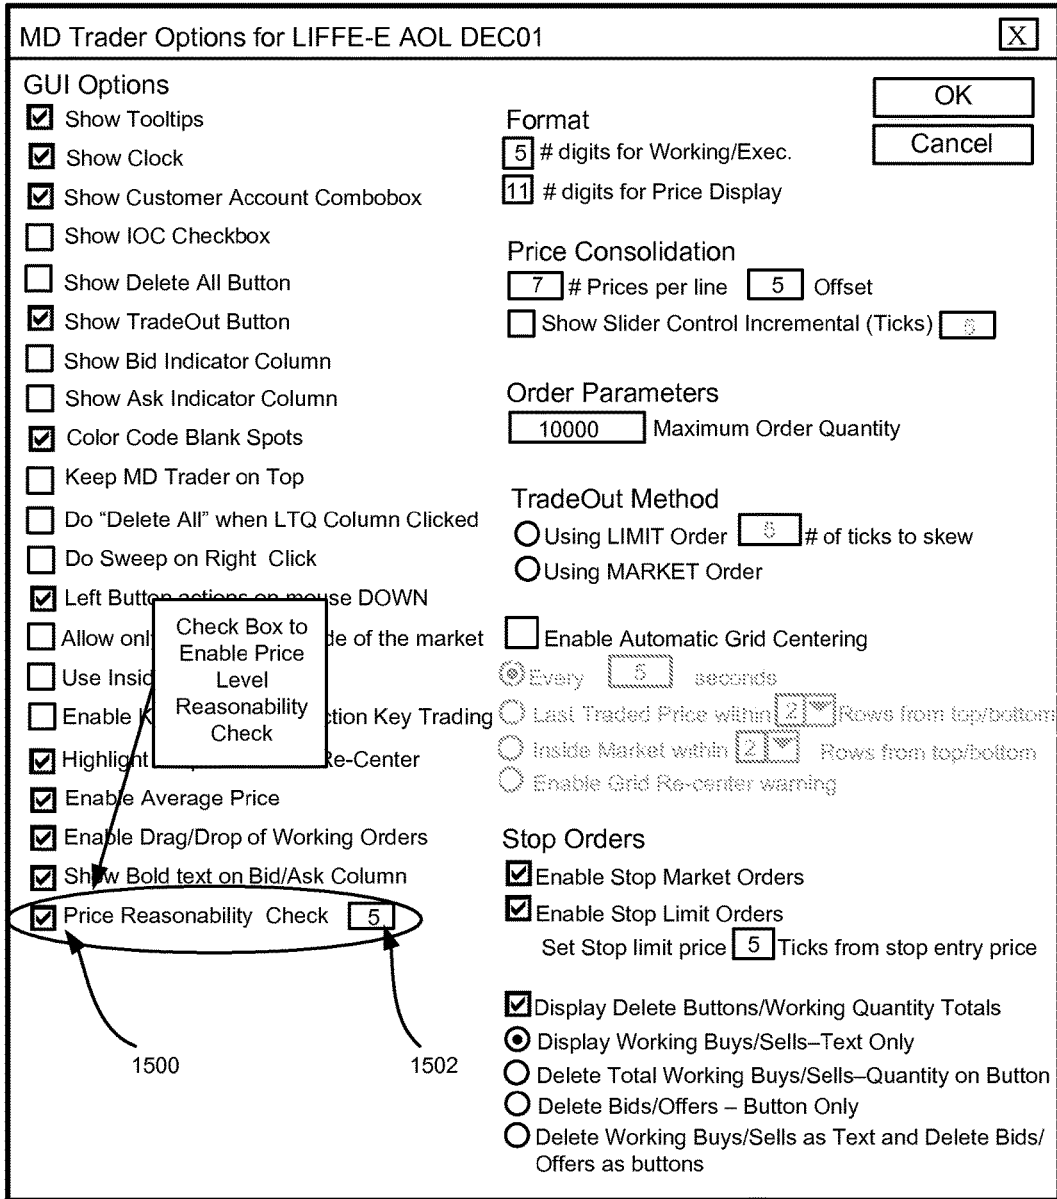 MD Trader Options for LIFFE-E AOL DEC01
X
GUI Options
Show Tooltips
Show Clock
Show Customer Account Combobox
Show IOC Checkbox
Show Delete All Button
Show TradeOut Button
Show Bid Indicator Column
Show Ask Indicator Column
Color Code Blank Spots
Keep MD Trader on Top
Do “Delete All” when LTQ Column Clicked
Do Sweep on Right Click
Left Button actions on mouse DOWN
Allow only de of the market
Use Insid
Enable K ction Key Trading
Highlight Re-Center
Enable Average Price
Enable Drag/Drop of Working Orders
Show Bold text on Bid/Ask Column
Price Reasonability Check 5
Check Box to
Enable Price
Level
Reasonability
Check
1500
1502
OK
Cancel
Format
5 # digits for Working/Exec.
11 # digits for Price Display
Price Consolidation
7 # Prices per line 5 Offset
Show Slider Control Incremental (Ticks)
Order Parameters
10000 Maximum Order Quantity
TradeOut Method
Using LIMIT Order # of ticks to skew
Using MARKET Order
Enable Automatic Grid Centering
Every 5 seconds
Last Traded Price within 2 Rows from top/bottom
Inside Market within 2 Rows from top/bottom
Enable Grid Re-center warning
Stop Orders
Enable Stop Market Orders
Enable Stop Limit Orders
Set Stop limit price 5 Ticks from stop entry price
Display Delete Buttons/Working Quantity Totals
Display Working Buys/Sells–Text Only
Delete Total Working Buys/Sells–Quantity on Button
Delete Bids/Offers – Button Only
Delete Working Buys/Sells as Text and Delete Bids/
Offers as buttons